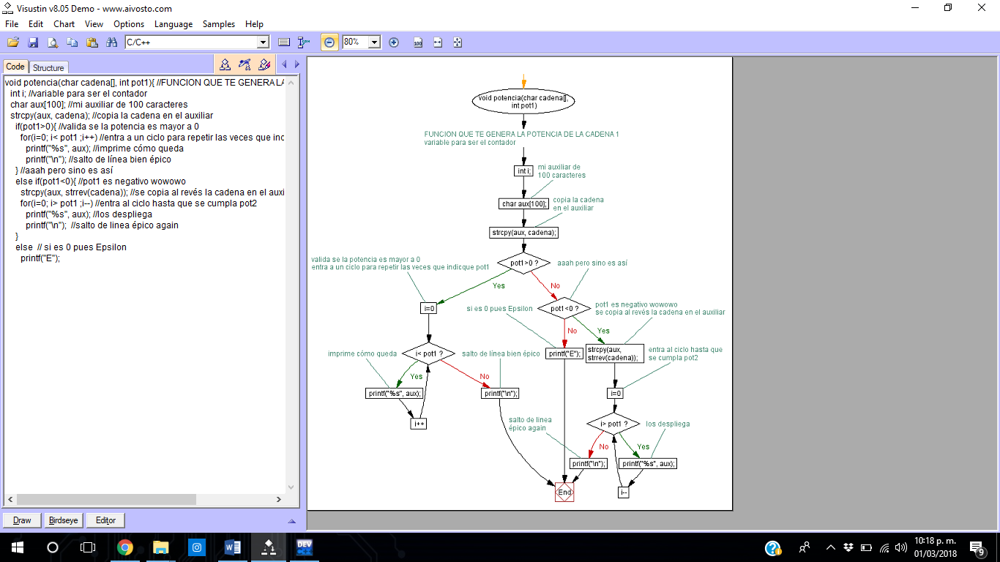 Visustin v8.05 Demo - www.aivosto.com
File Edit Chart View Options Language Samples Help
C/C++
80%
100
Code Structure
void potencia(char cadena[], int pot1){ //FUNCION QUE TE GENERA LA
int i; //variable para ser el contador
char aux[100]; //mi auxiliar de 100 caracteres
strcpy(aux, cadena); //copia la cadena en el auxiliar
if(pot1>0){ //valida se la potencia es mayor a 0
for(i=0; i< pot1 ;i++) //entra a un ciclo para repetir las veces que indic
printf("%s", aux); //imprime cómo queda
printf("\n"); //salto de línea bien épico
} //aaah pero sino es así
else if(pot1<0){ //pot1 es negativo wowowo
strcpy(aux, strrev(cadena)); //se copia al revés la cadena en el auxi
for(i=0; i> pot1 ;i--) //entra al ciclo hasta que se cumpla pot2
printf("%s", aux); //los despliega
printf("\n"); //salto de linea épico again
}
else // si es 0 pues Epsilon
printf("E");
Draw Birdseye Editor
void potencia(char cadena[],
int pot1)
FUNCION QUE TE GENERA LA POTENCIA DE LA CADENA 1
variable para ser el contador
int i;
mi auxiliar de
100 caracteres
char aux[100];
copia la cadena
en el auxiliar
strcpy(aux, cadena);
valida se la potencia es mayor a 0
entra a un ciclo para repetir las veces que indicque pot1
pot1>0 ?
aaah pero sino es así
Yes
No
i=0
si es 0 pues Epsilon
pot1<0 ?
pot1 es negativo wowowo
se copia al revés la cadena en el auxiliar
No
Yes
imprime cómo queda
i< pot1 ?
salto de línea bien épico
printf("E");
strcpy(aux,
strrev(cadena));
entra al ciclo hasta que
se cumpla pot2
Yes
No
printf("%s", aux);
printf("\n");
i=0
i++
salto de linea
épico again
i> pot1 ?
los despliega
No
Yes
printf("\n");
printf("%s", aux);
End
i--
DEV
10:18 p. m.
01/03/2018
9